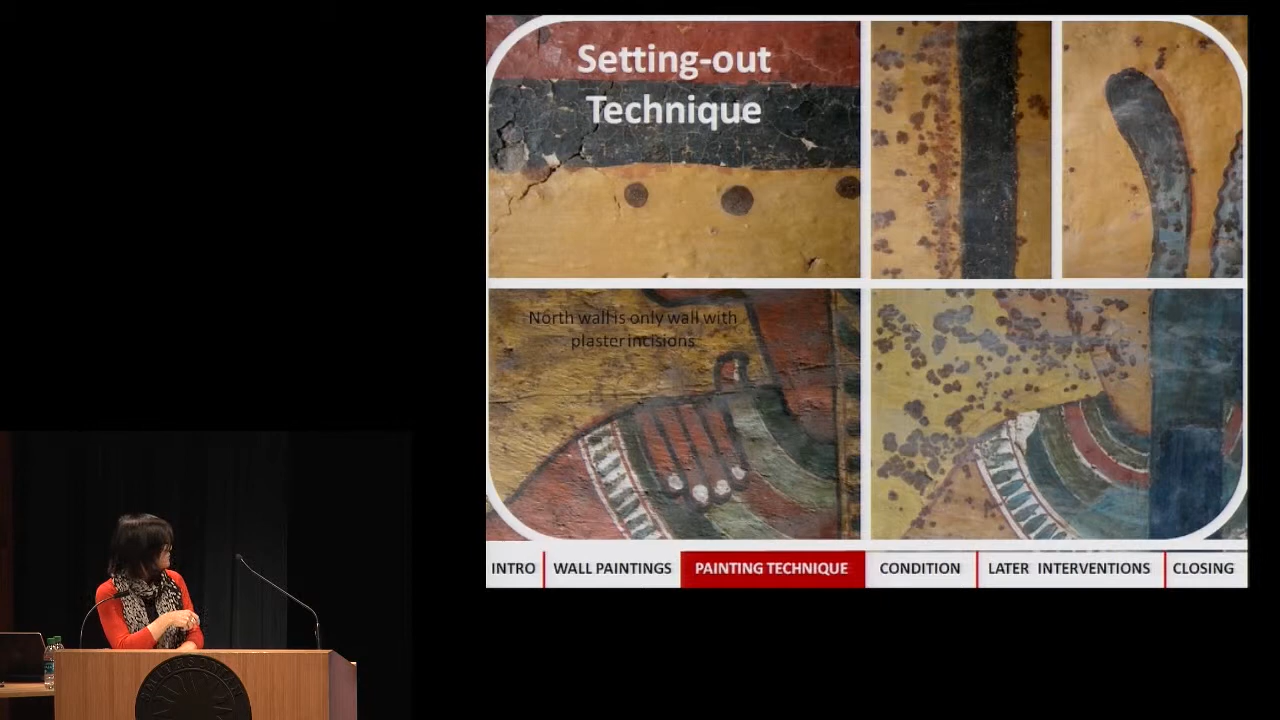 Setting-out
Technique
North wall is only wall with
plaster incisions
INTRO
WALL PAINTINGS
PAINTING TECHNIQUE
CONDITION
LATER INTERVENTIONS
CLOSING